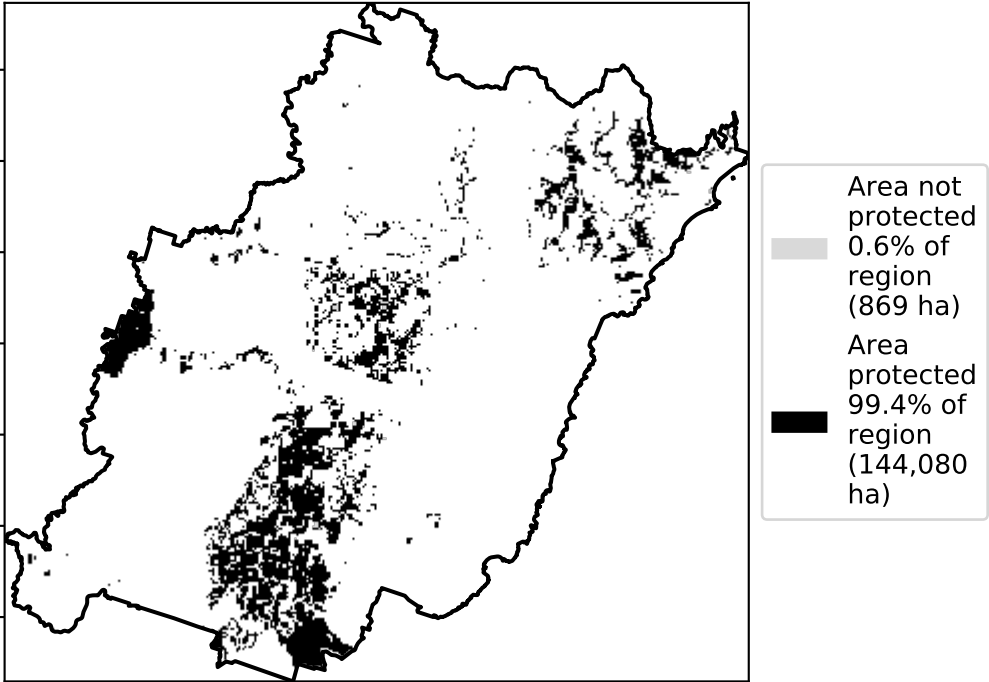 Area not
protected
0.6% of
region
(869 ha)
Area
protected
99.4% of
region
(144,080
ha)